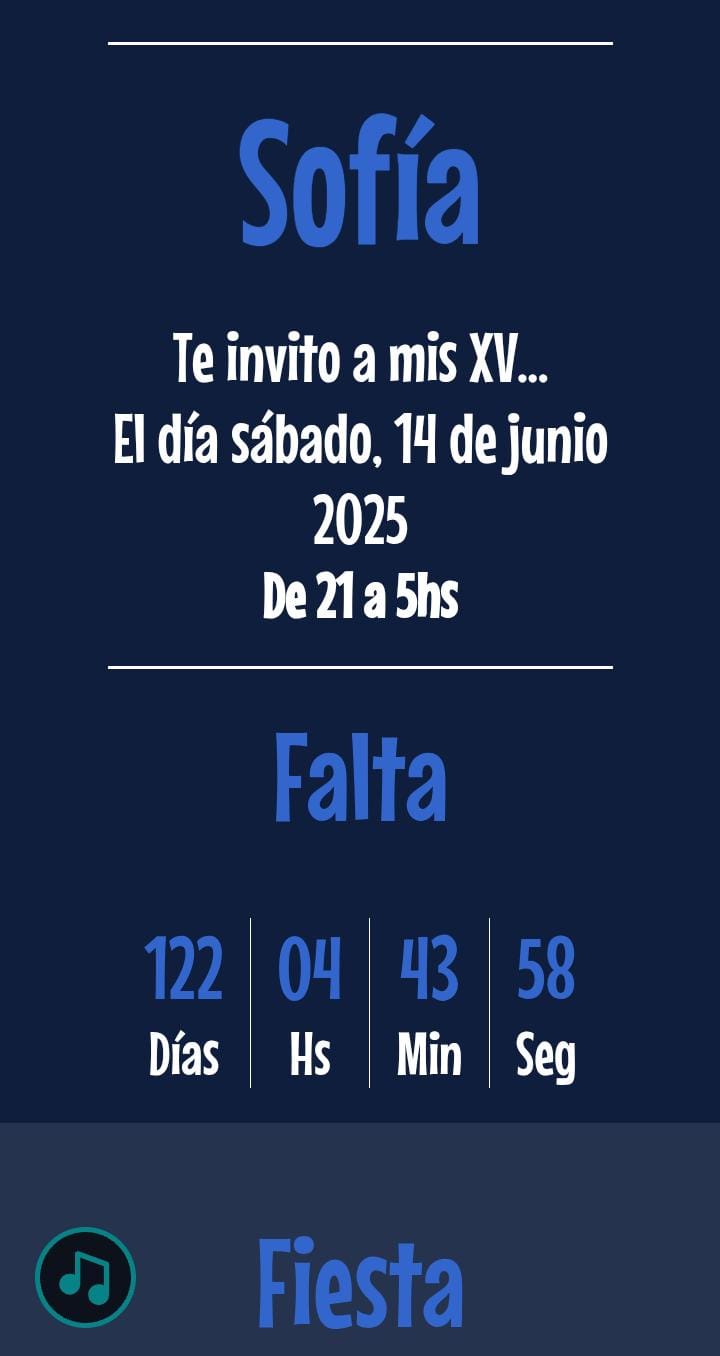 Sofía
Te invito a mis XV...
El día sábado, 14 de junio
2025
De 21 a 5hs
Falta
122 04 43 58
Días Hs Min Seg
Fiesta